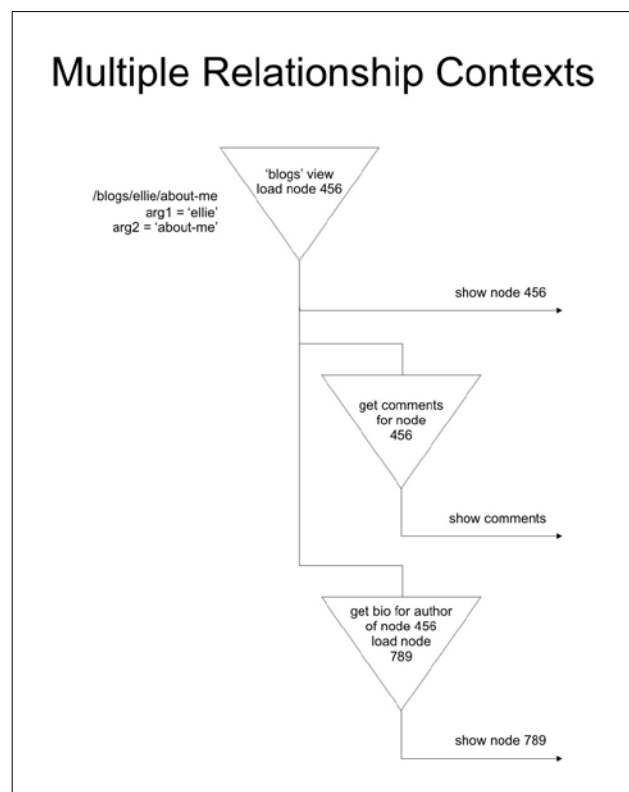 Multiple Relationship Contexts
'blogs' view
load node 456
/blogs/ellie/about-me
arg1 = 'ellie'
arg2 = 'about-me'
show node 456
get comments
for node
456
show comments
get bio for author
of node 456
load node
789
show node 789